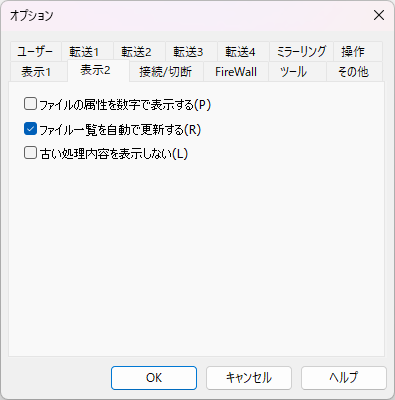 オプション
ユーザー 転送1 転送2 転送3 転送4 ミラーリング 操作
表示1 表示2 接続/切断 FireWall ツール その他
ファイルの属性を数字で表示する(P)
ファイル一覧を自動で更新する(R)
古い処理内容を表示しない(L)
OK キャンセル ヘルプ